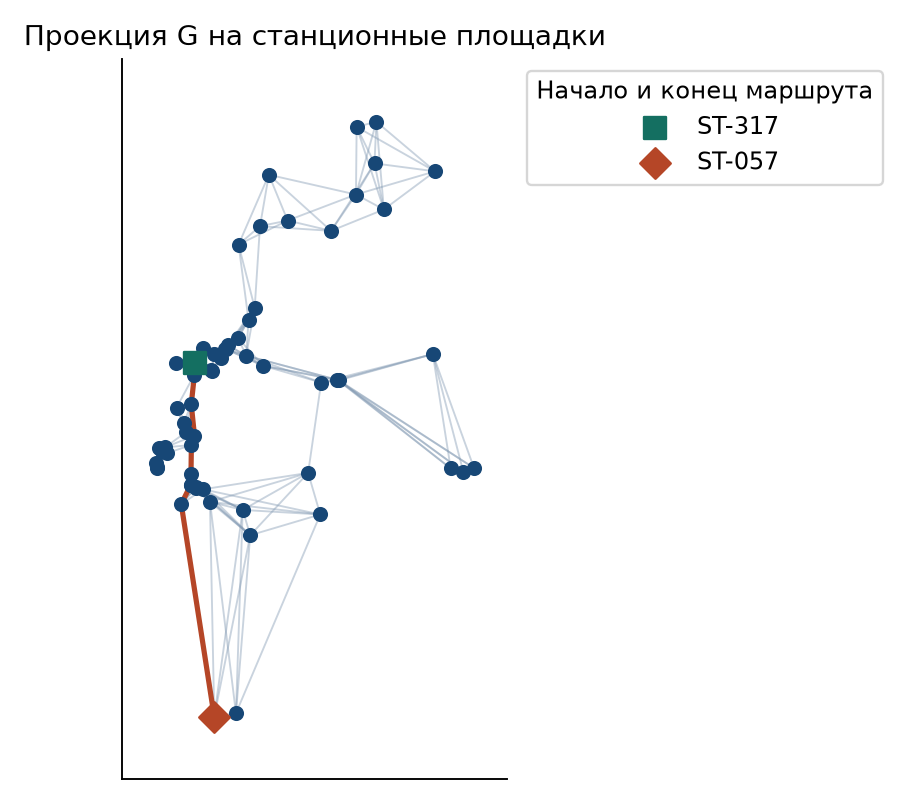 Проекция G на станционные площадки
Начало и конец маршрута
ST-317
ST-057